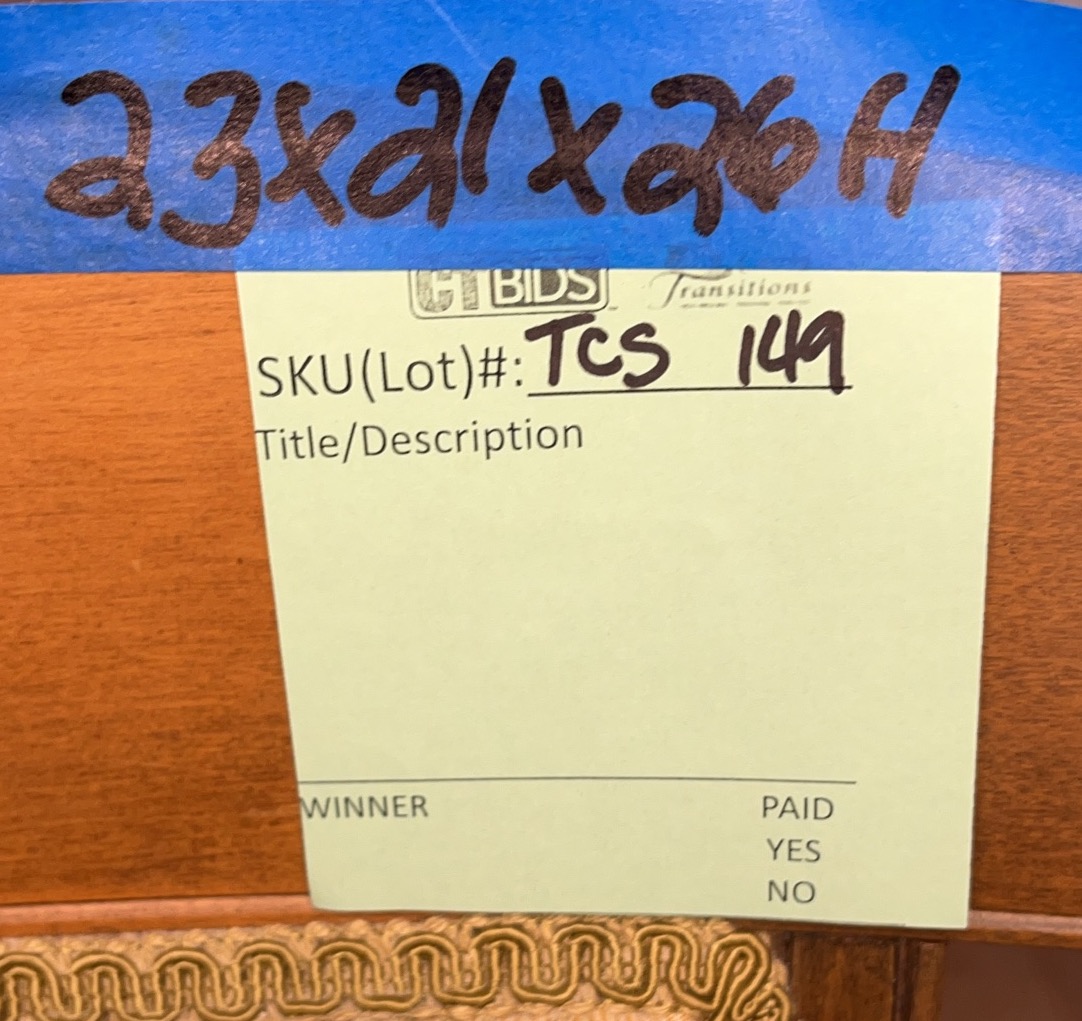 23x21x26H
CT BIDS Transitions
SKU(Lot)#: TCS 149
Title/Description
WINNER PAID
YES
NO